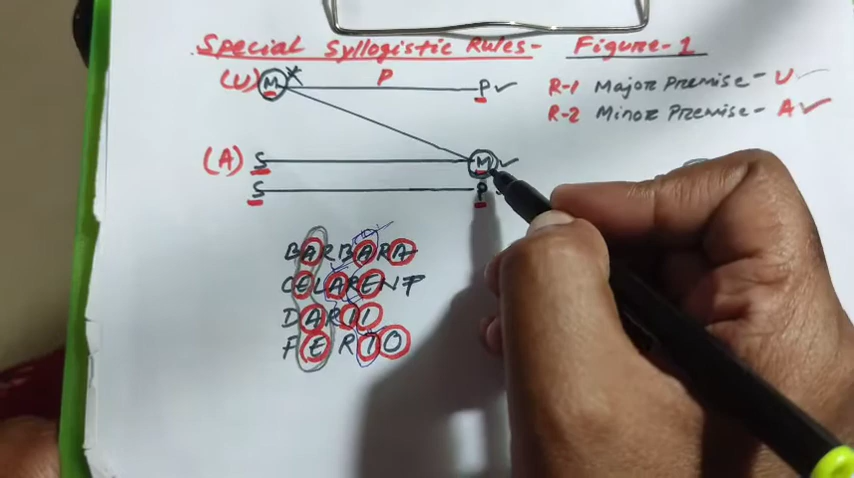 Special Syllogistic Rules- Figure-1
(U) M* P P ✓ R-1 Major Premise- U ✓
R-2 Minor Premise- A ✓
(A) S M ✓
S P
BARBARA
CELARENT
DARII
FERIO